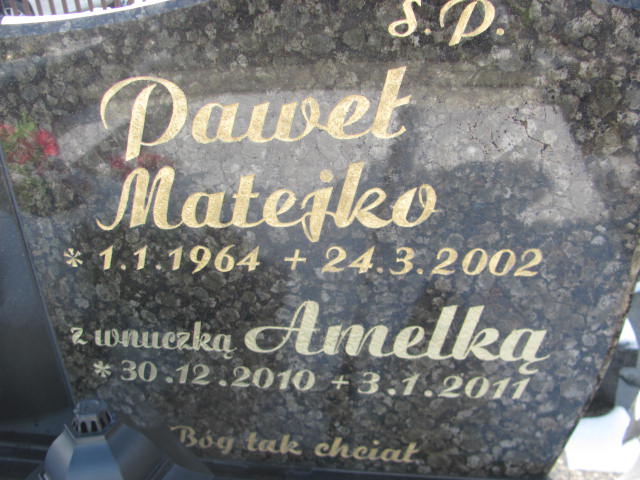 Ś.P.
Paweł
Matejko
* 1.1.1964 + 24.3.2002
z wnuczką Amelką
* 30.12.2010 + 3.1.2011
Bóg tak chciał